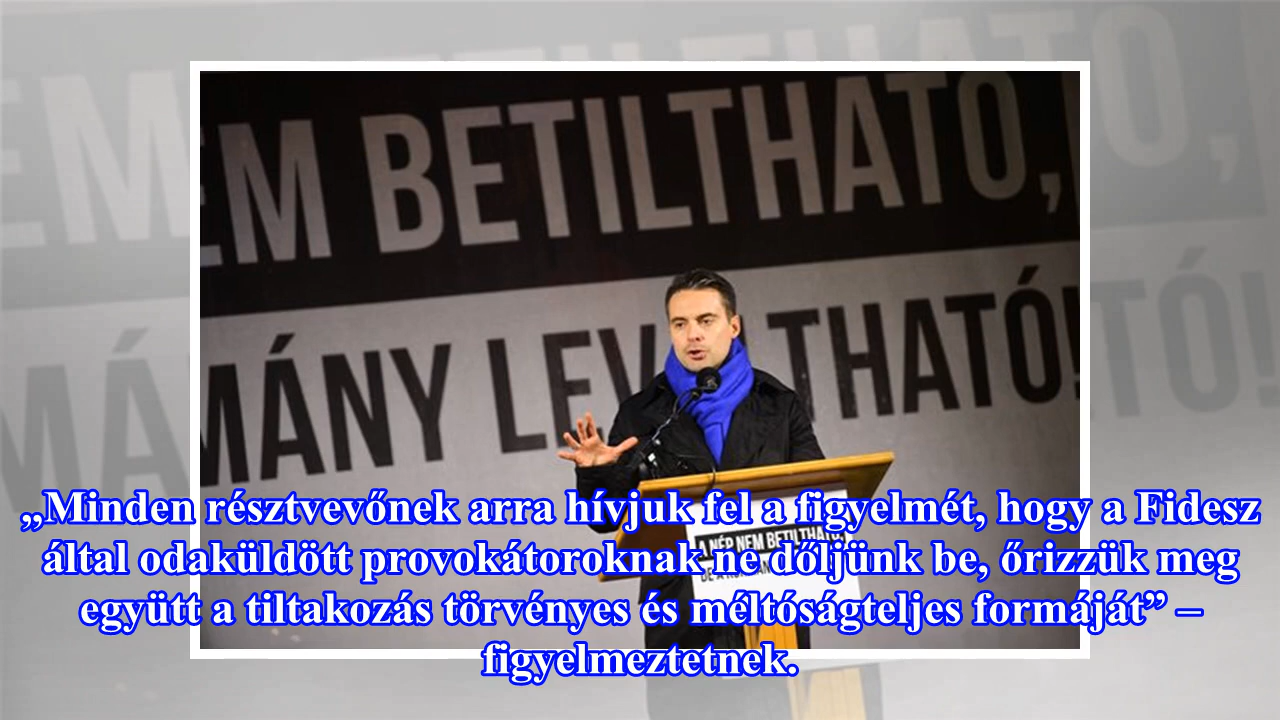 EM BETILTHATÓ,
MÁNY LEV THATÓ!
A NÉP NEM BETILTHATÓ,
DE A
„Minden résztvevőnek arra hívjuk fel a figyelmét, hogy a Fidesz
által odaküldött provokátoroknak ne dőljünk be, őrizzük meg
együtt a tiltakozás törvényes és méltóságteljes formáját” –
figyelmeztetnek.